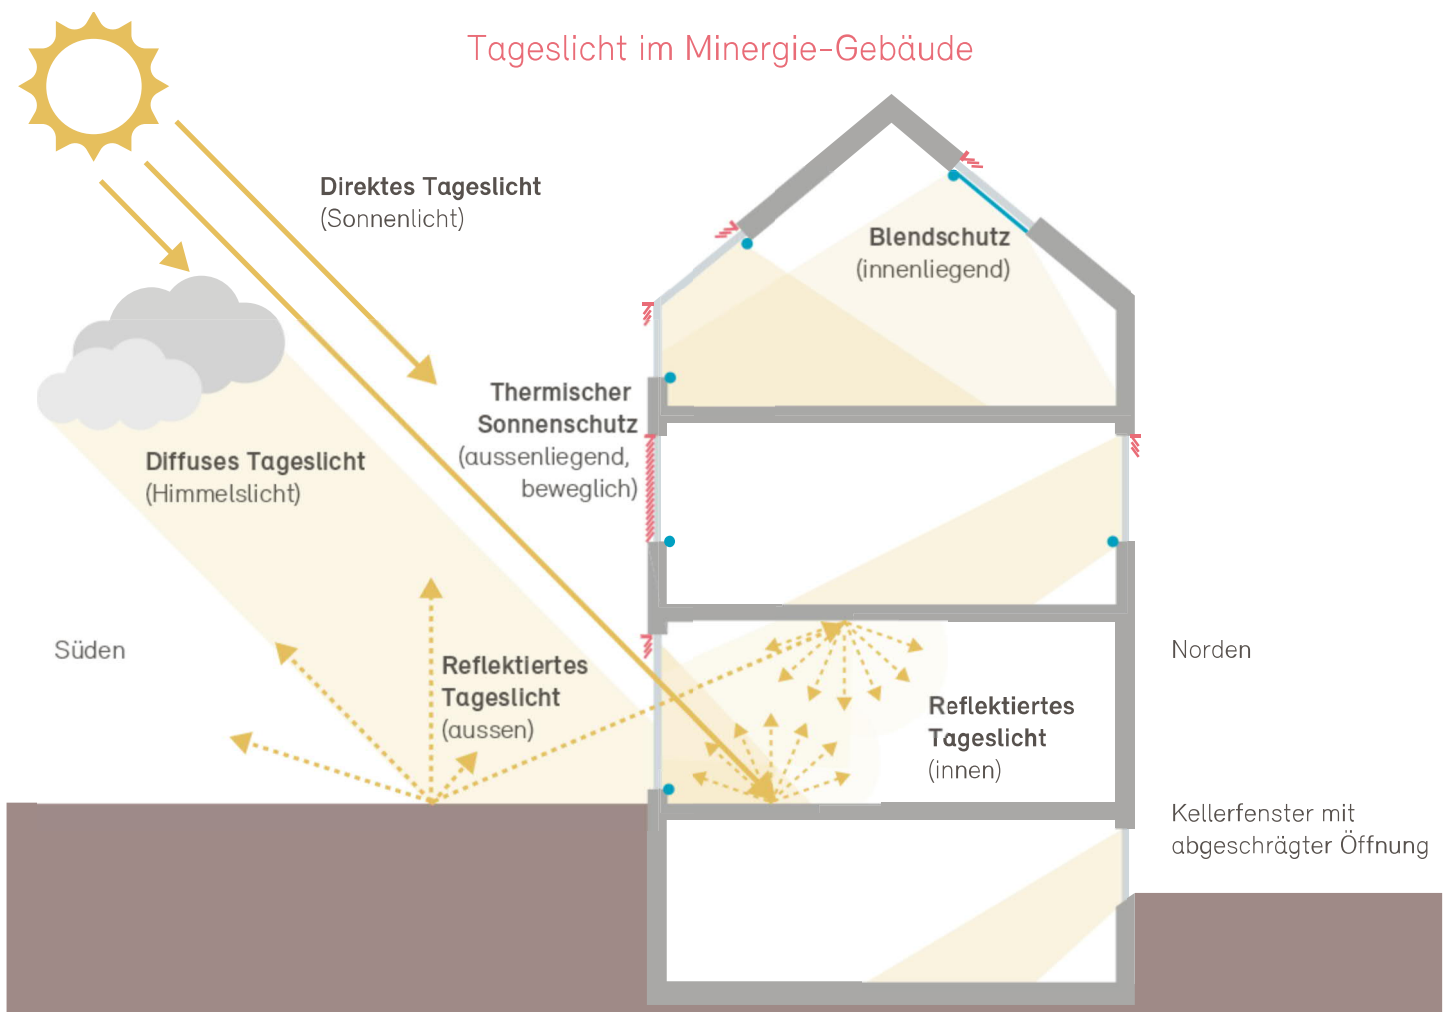 Tageslicht im Minergie-Gebäude
Direktes Tageslicht
(Sonnenlicht)
Blendschutz
(innenliegend)
Thermischer
Sonnenschutz
(aussenliegend,
beweglich)
Diffuses Tageslicht
(Himmelslicht)
Süden
Reflektiertes
Tageslicht
(aussen)
Norden
Reflektiertes
Tageslicht
(innen)
Kellerfenster mit
abgeschrägter Öffnung